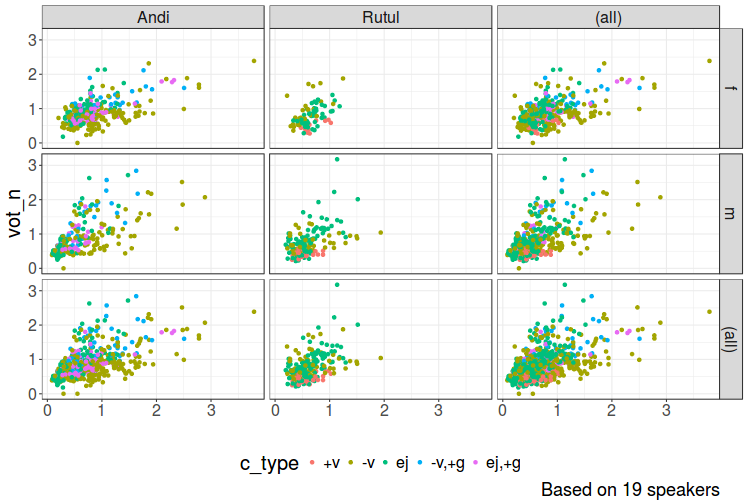 Andi Rutul (all)
3
2
1
0
f
3
2
1
0
m
3
2
1
0
(all)
vot_n
0 1 2 3 0 1 2 3 0 1 2 3
c_type +v -v ej -v,+g ej,+g
Based on 19 speakers